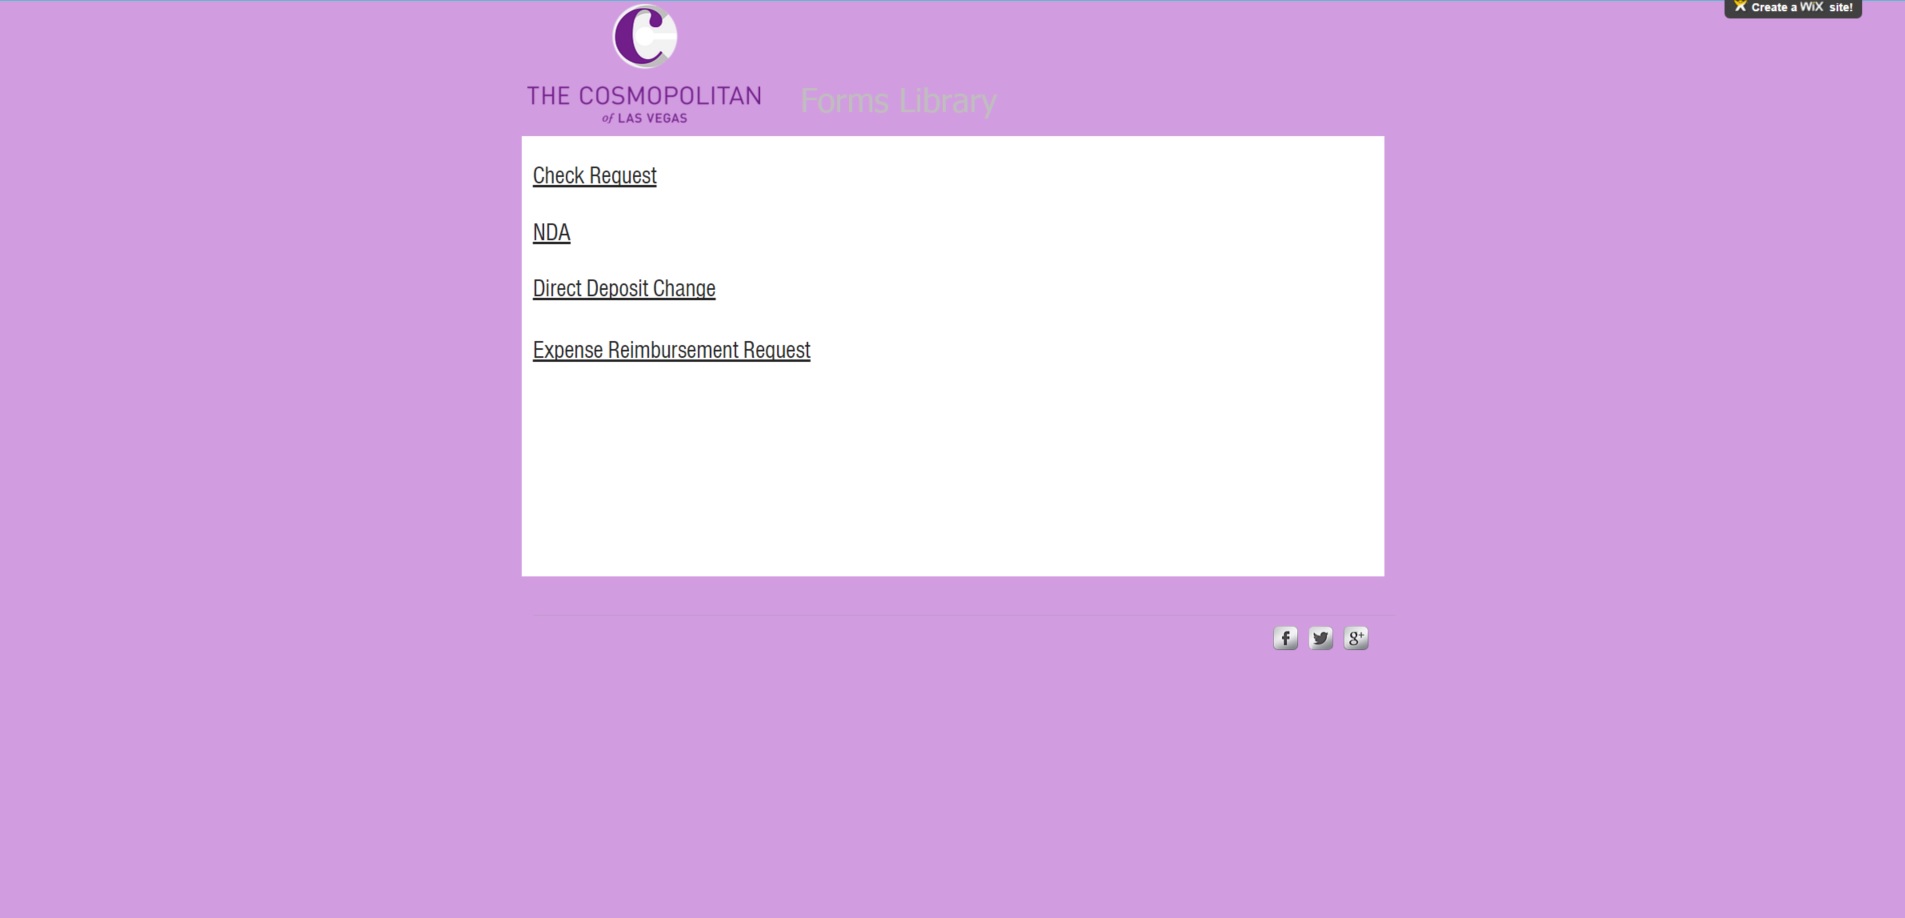 Create a WiX site!
C
THE COSMOPOLITAN
of LAS VEGAS
Forms Library
Check Request
NDA
Direct Deposit Change
Expense Reimbursement Request
f
g+